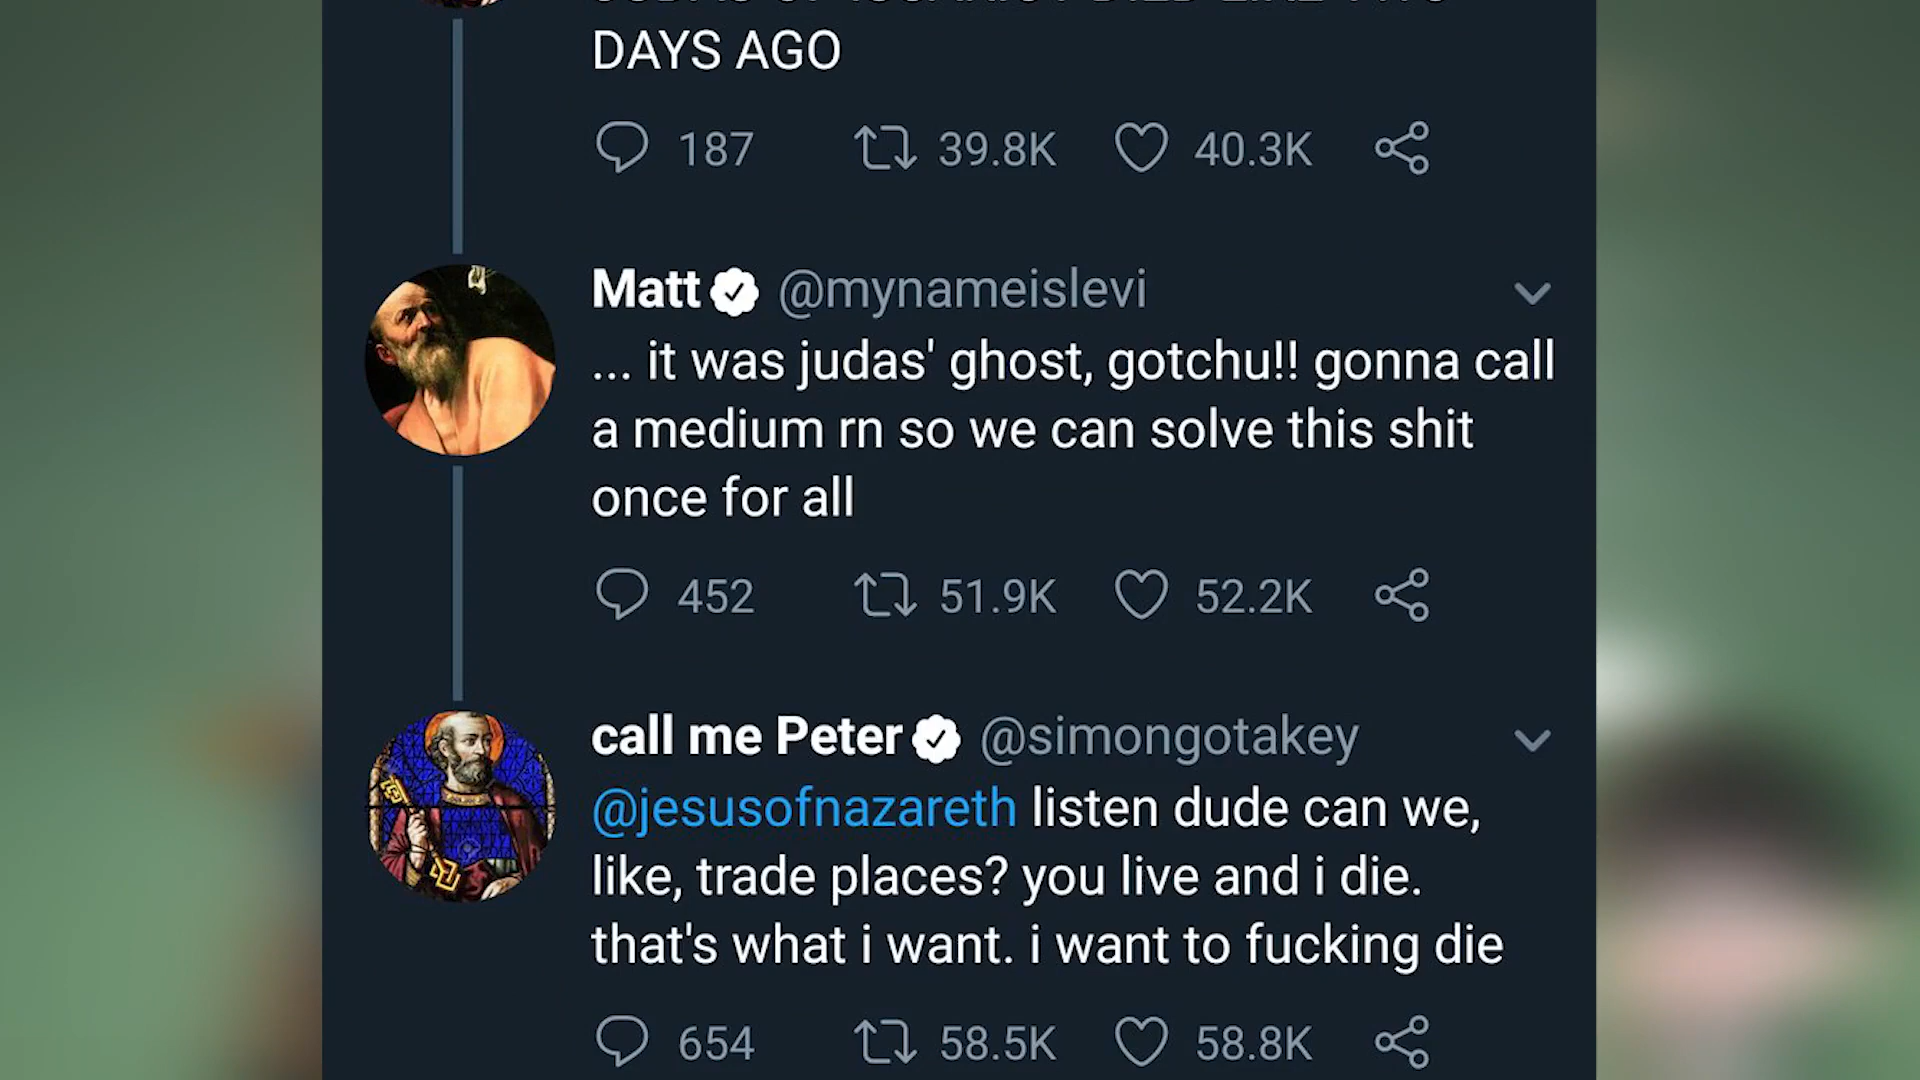 DAYS AGO
187 39.8K 40.3K
Matt @mynameislevi
... it was judas' ghost, gotchu!! gonna call
a medium rn so we can solve this shit
once for all
452 51.9K 52.2K
call me Peter @simongotakey
@jesusofnazareth listen dude can we,
like, trade places? you live and i die.
that's what i want. i want to fucking die
654 58.5K 58.8K